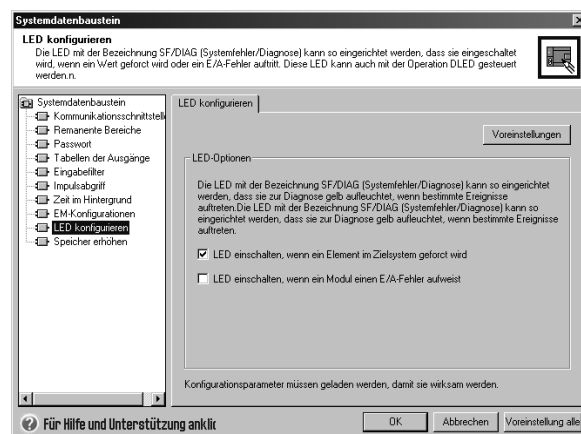 Systemdatenbaustein
LED konfigurieren
Die LED mit der Bezeichnung SF/DIAG (Systemfehler/Diagnose) kann so eingerichtet werden, dass sie eingeschaltet
wird, wenn ein Wert geforct wird oder ein E/A-Fehler auftritt. Diese LED kann auch mit der Operation DLED gesteuert
werden.n.
Systemdatenbaustein
Kommunikationsschnittstell
Remanente Bereiche
Passwort
Tabellen der Ausgänge
Eingabefilter
Impulsabgriff
Zeit im Hintergrund
EM-Konfigurationen
LED konfigurieren
Speicher erhöhen
LED konfigurieren
Voreinstellungen
LED-Optionen
Die LED mit der Bezeichnung SF/DIAG (Systemfehler/Diagnose) kann so eingerichtet
werden, dass sie zur Diagnose gelb aufleuchtet, wenn bestimmte Ereignisse
auftreten.Die LED mit der Bezeichnung SF/DIAG (Systemfehler/Diagnose) kann so
eingerichtet werden, dass sie zur Diagnose gelb aufleuchtet, wenn bestimmte Ereignisse
auftreten.
LED einschalten, wenn ein Element im Zielsystem geforct wird
LED einschalten, wenn ein Modul einen E/A-Fehler aufweist
Konfigurationsparameter müssen geladen werden, damit sie wirksam werden.
Für Hilfe und Unterstützung anklic
OK
Abbrechen
Voreinstellung alle